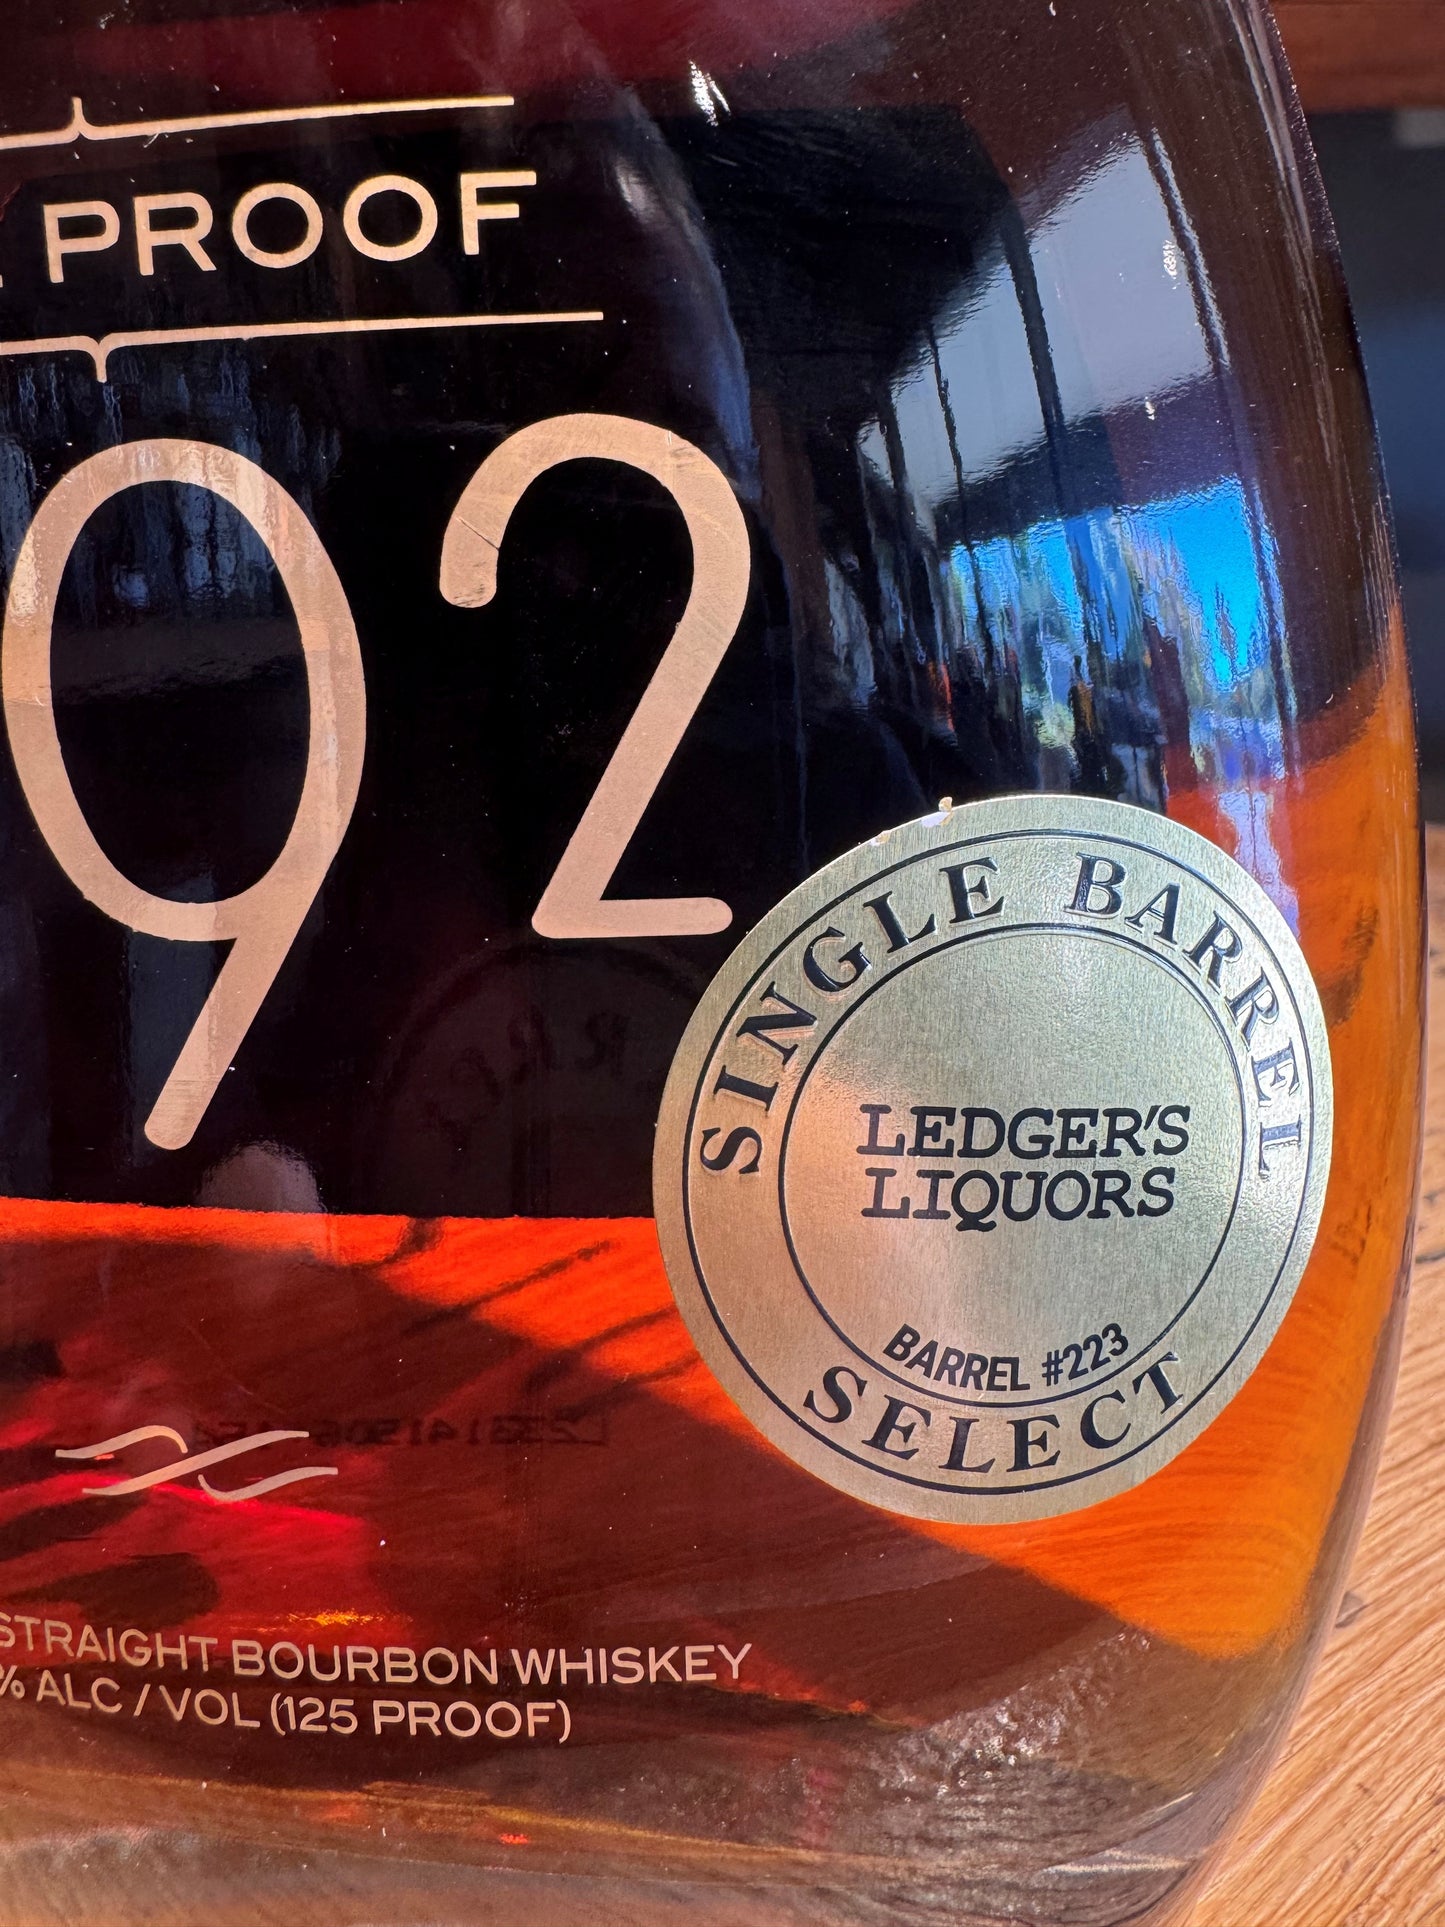 PROOF
92
SINGLE BARREL
LEDGER'S
LIQUORS
BARREL #223
SELECT
STRAIGHT BOURBON WHISKEY
% ALC / VOL (125 PROOF)